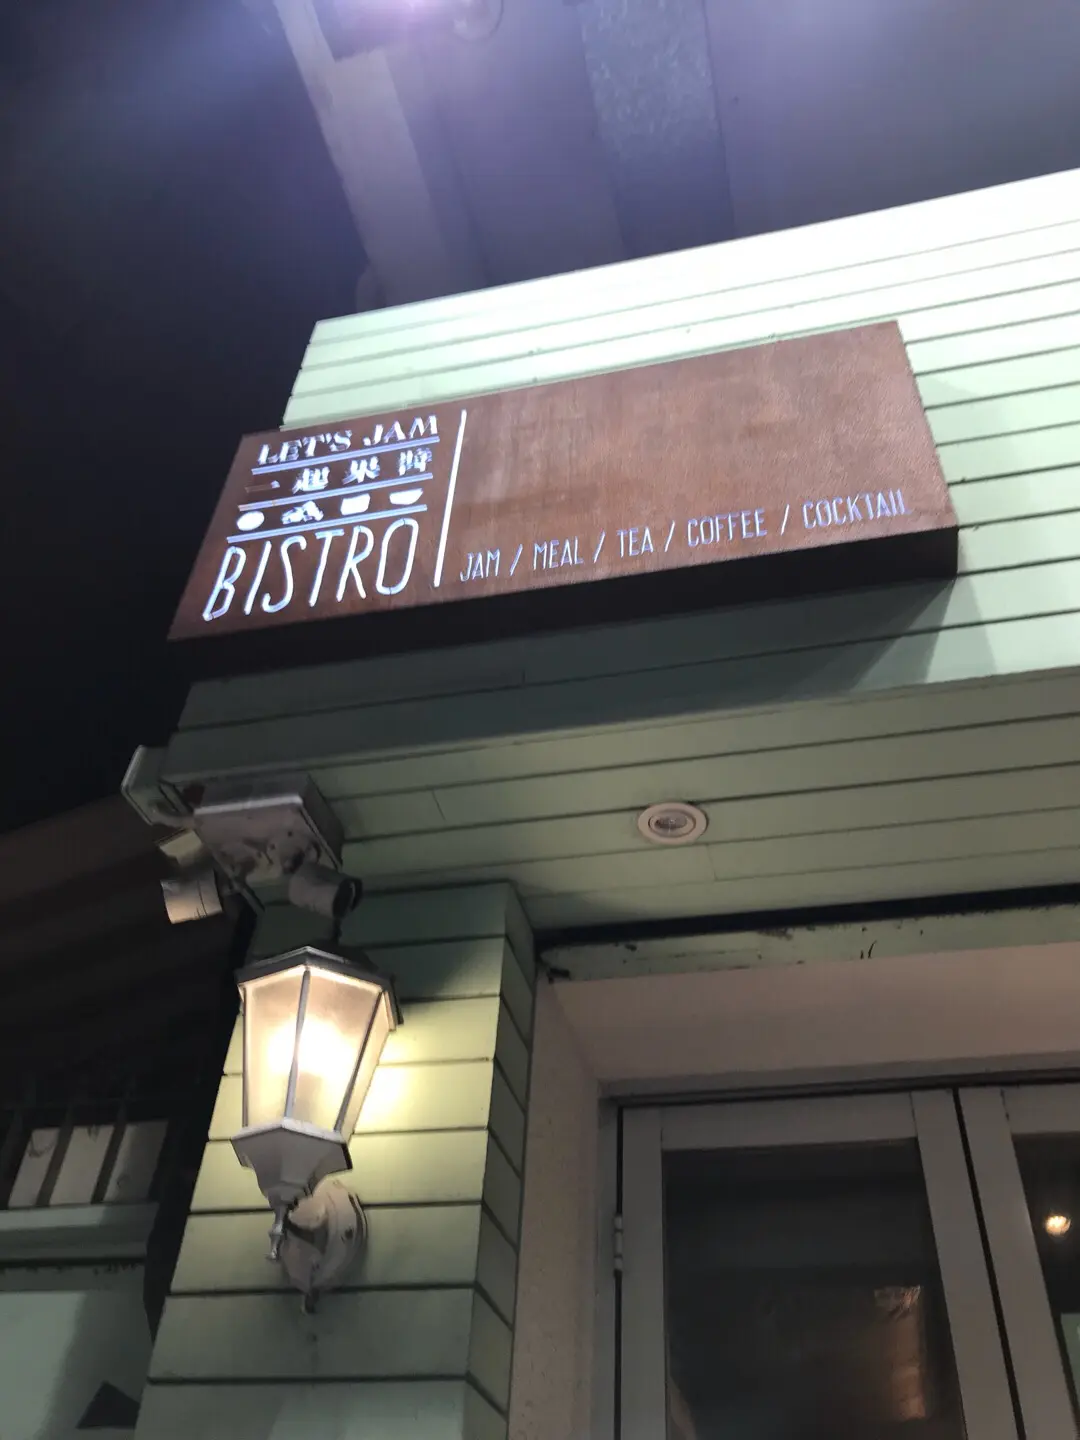 LET'S JAM
一起果醬
BISTRO
JAM / MEAL / TEA / COFFEE / COCKTAIL